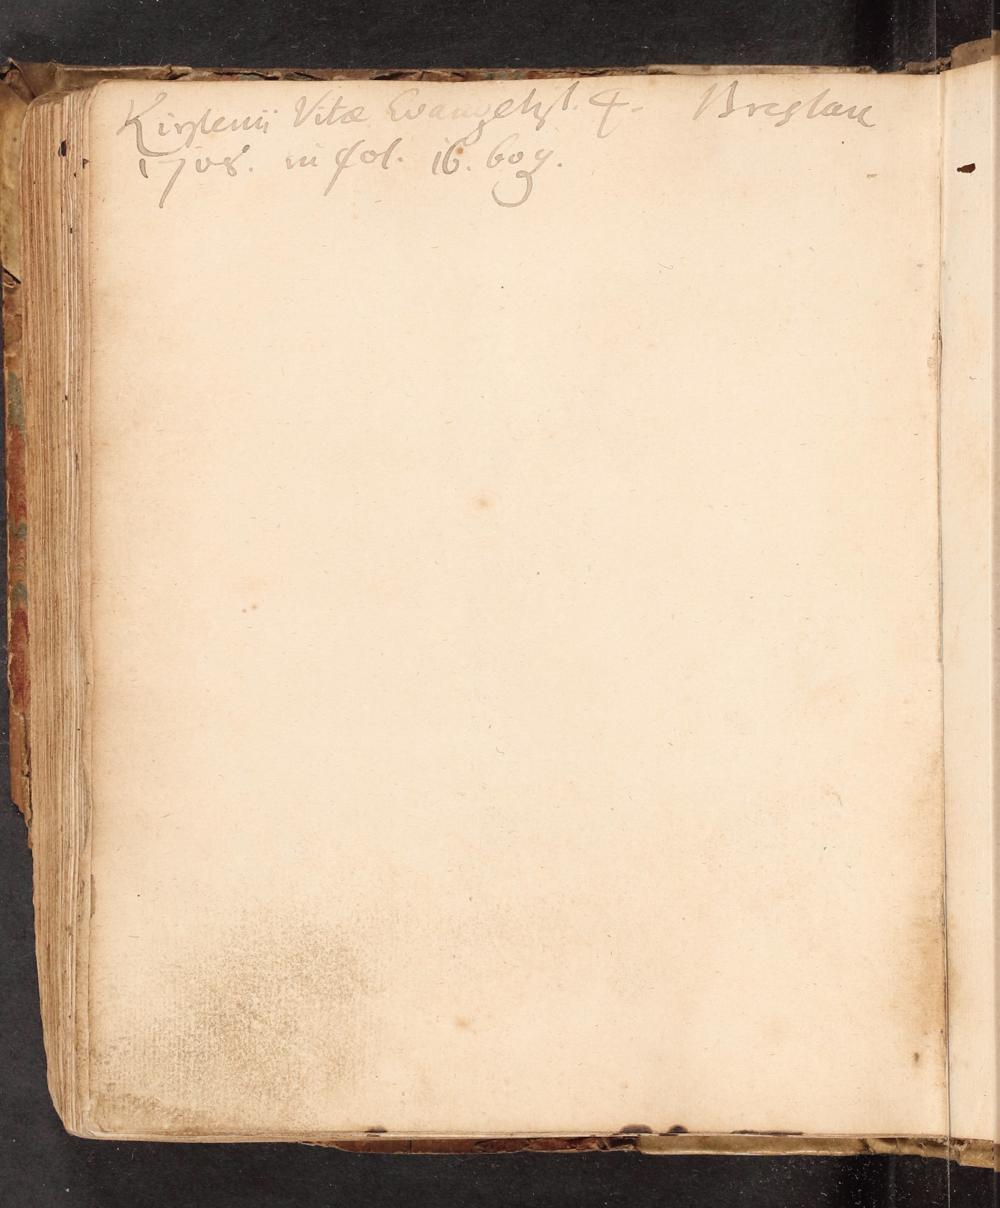 Kirstenii Vitæ Evangelist. 4. Breslau
1708. in fol. 16. bog.